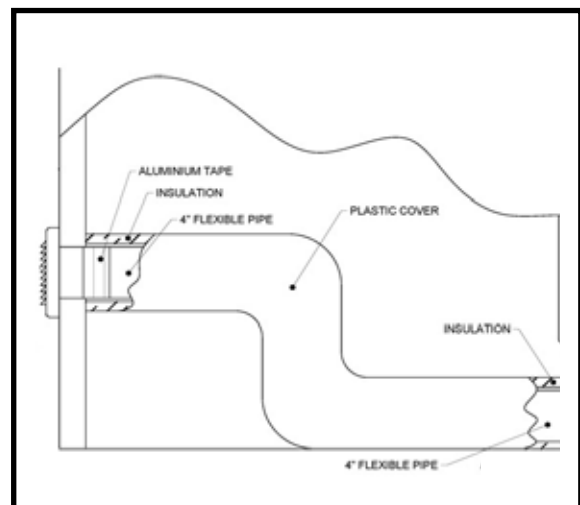 ALUMINIUM TAPE
INSULATION
4" FLEXIBLE PIPE
PLASTIC COVER
INSULATION
4" FLEXIBLE PIPE